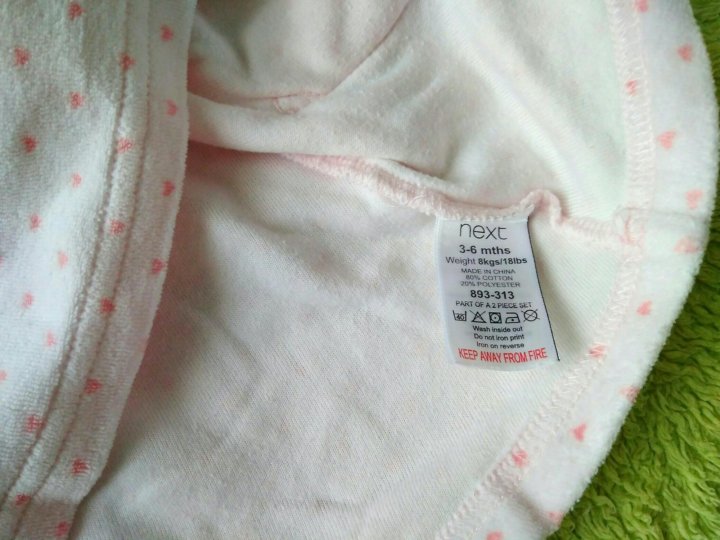 next
3-6 mths
Weight 8kgs/18lbs
MADE IN CHINA
80% COTTON
20% POLYESTER
893-313
PART OF A 2 PIECE SET
40
Wash inside out
Do not iron print
Iron on reverse
KEEP AWAY FROM FIRE